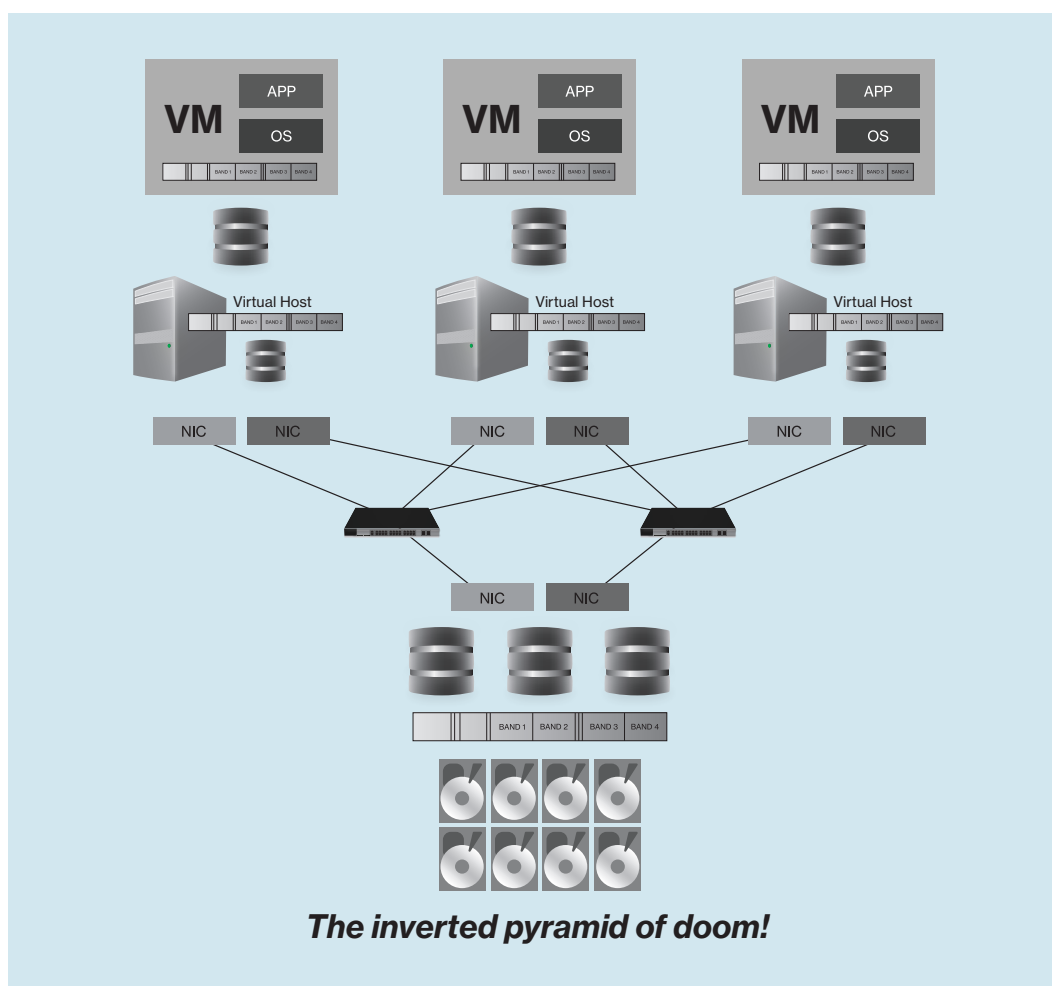 APP APP APP
VM VM VM
OS OS OS
BAND 1 BAND 2 BAND 3 BAND 4 BAND 1 BAND 2 BAND 3 BAND 4 BAND 1 BAND 2 BAND 3 BAND 4
Virtual Host Virtual Host Virtual Host
BAND 1 BAND 2 BAND 3 BAND 4 BAND 1 BAND 2 BAND 3 BAND 4 BAND 1 BAND 2 BAND 3 BAND 4
NIC NIC NIC NIC NIC NIC
NIC NIC
BAND 1 BAND 2 BAND 3 BAND 4
The inverted pyramid of doom!